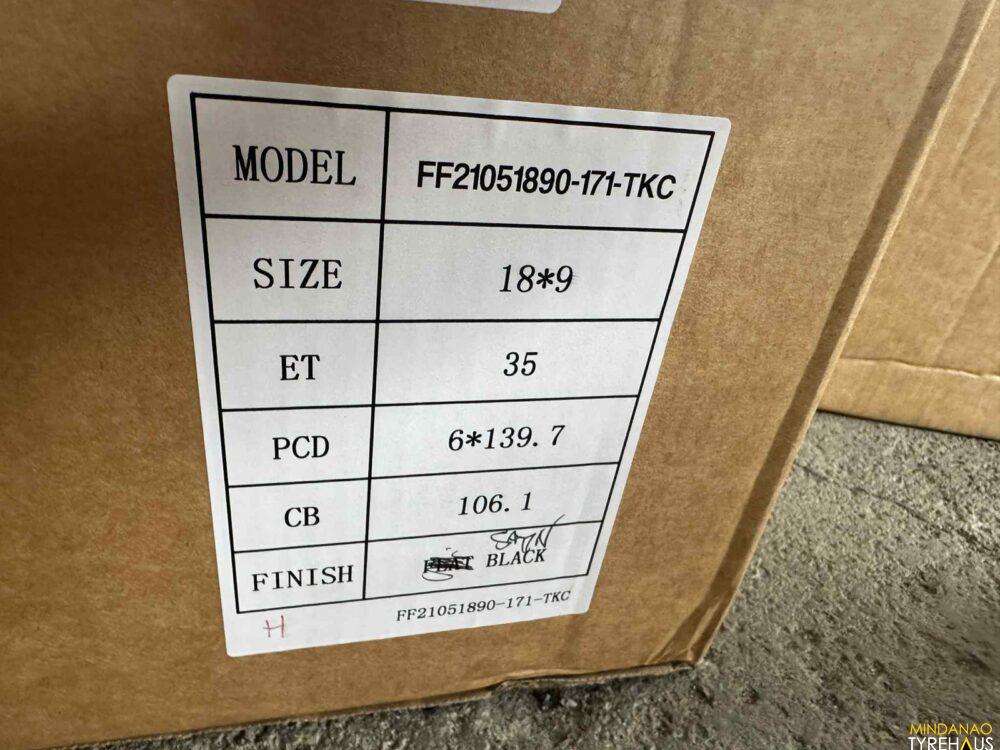 MODEL FF21051890-171-TKC
SIZE 18*9
ET 35
PCD 6*139.7
CB 106.1
SATIN
FINISH BLACK
FF21051890-171-TKC
H
MINDANAO
TYREHAUS